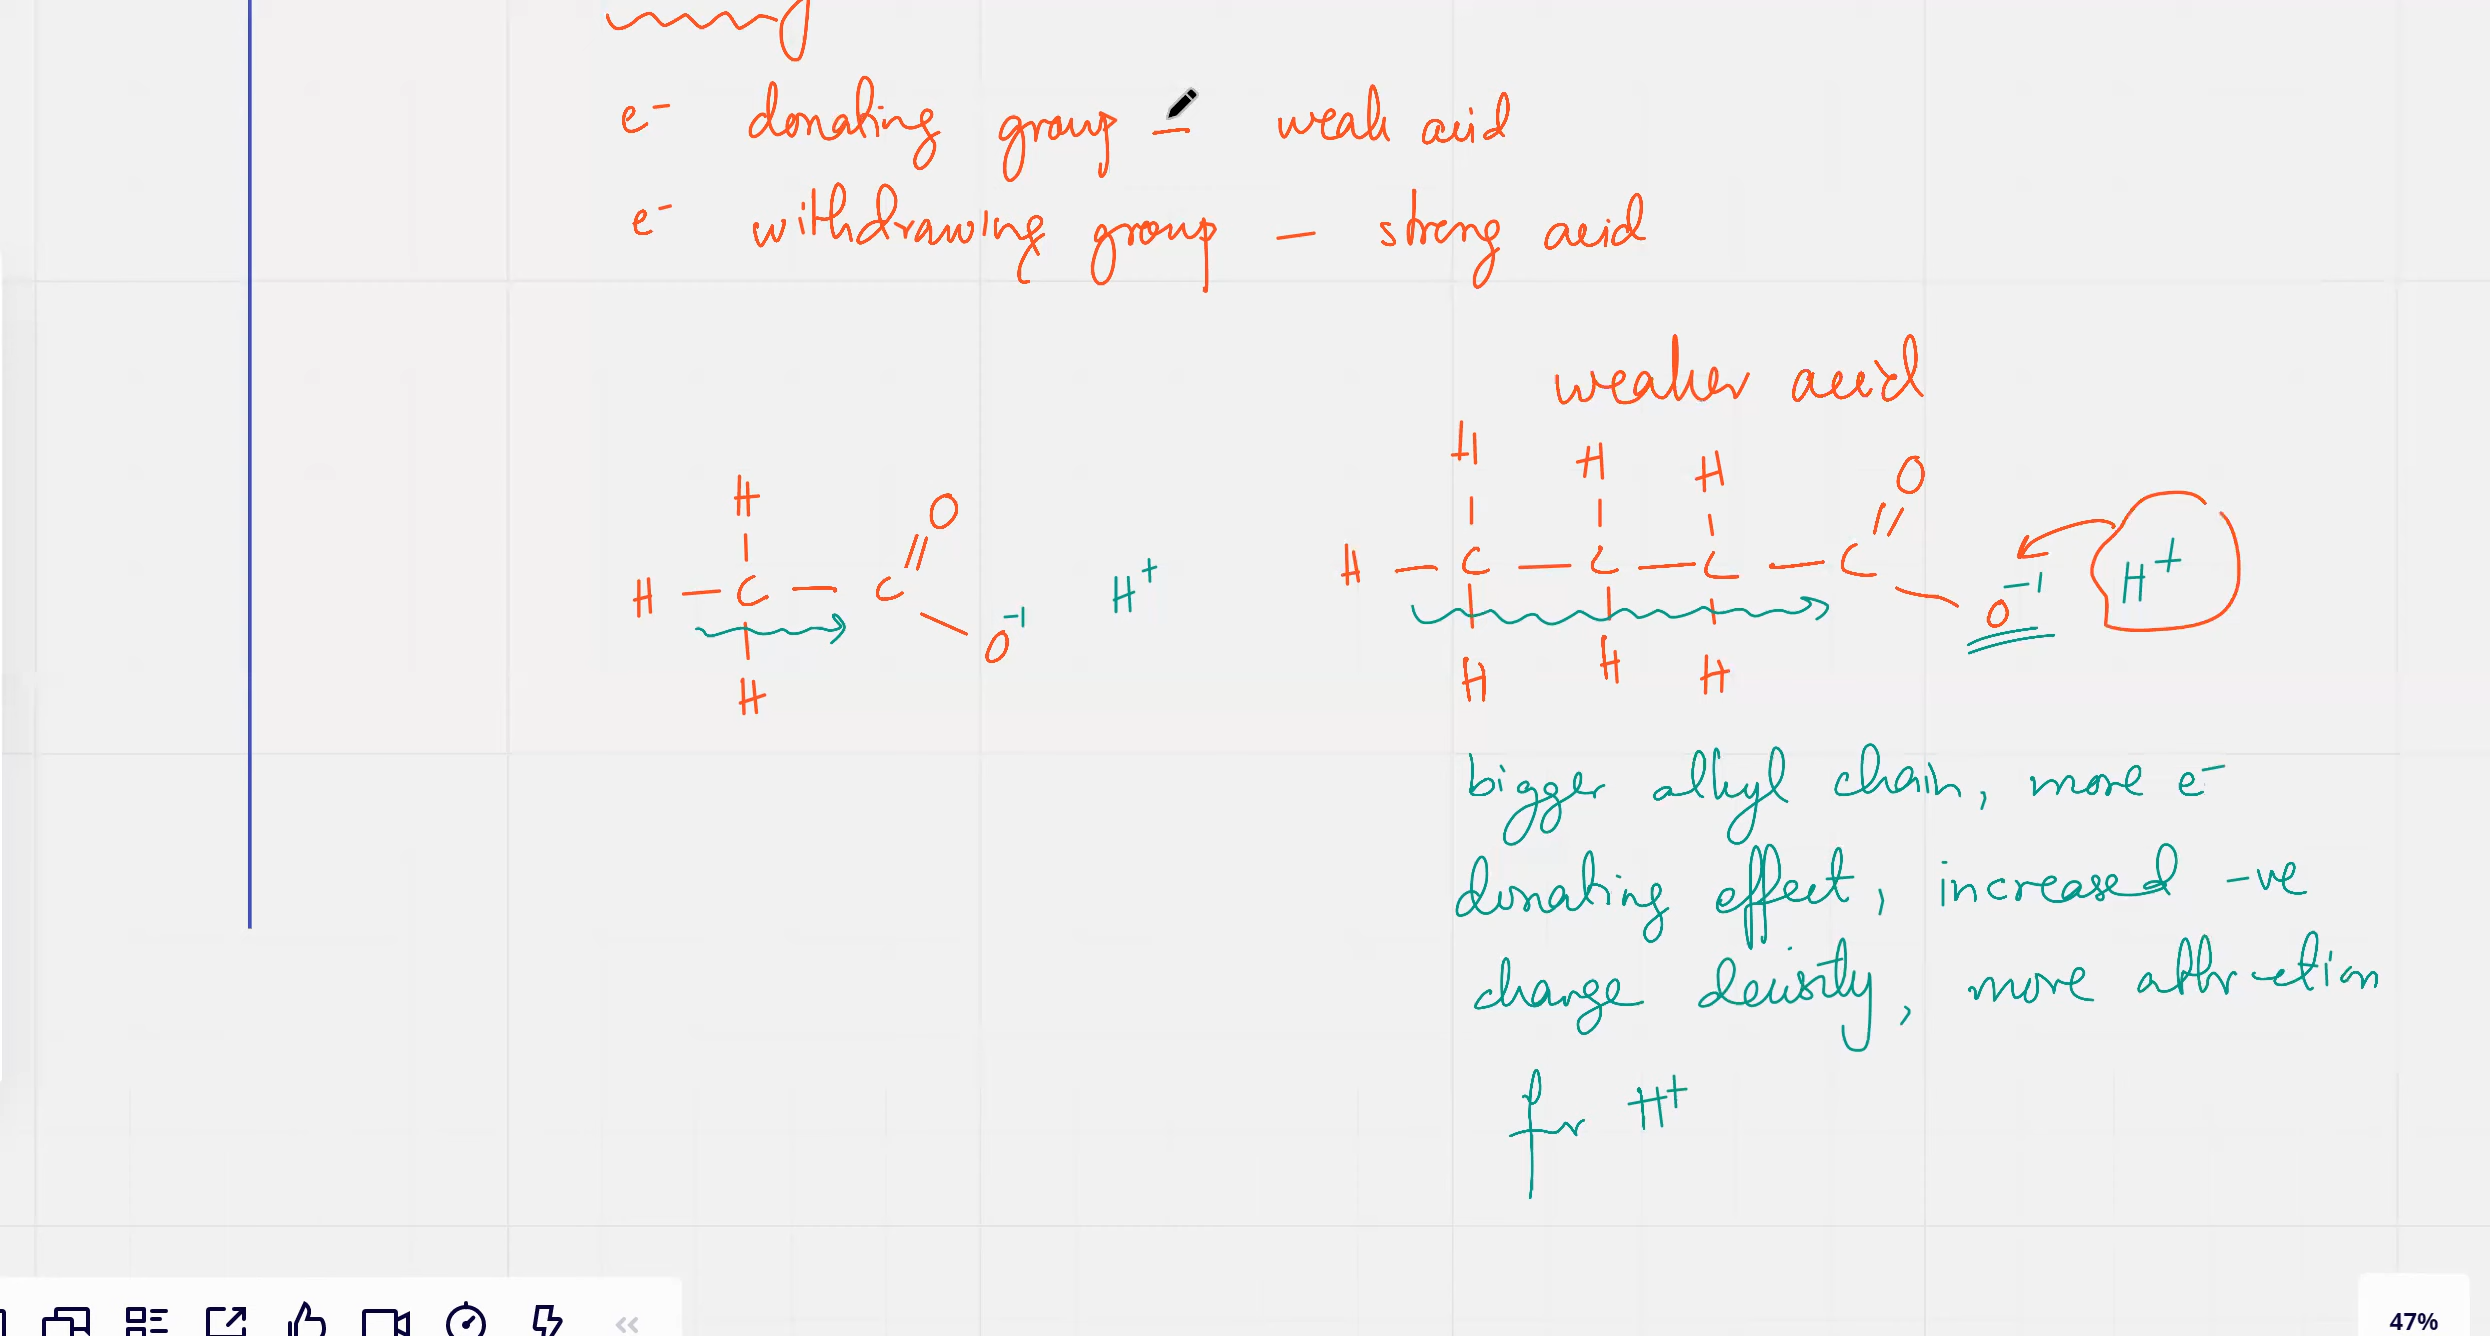 e⁻ donating group – weak acid
e⁻ withdrawing group – strong acid
weaker acid
H
H H H O
H O
H – C – C O⁻¹ H⁺
H – C – C – C – C O⁻¹ H⁺
H
H H H
bigger alkyl chain, more e⁻
donating effect, increased -ve
charge density, more attraction
for H⁺
47%